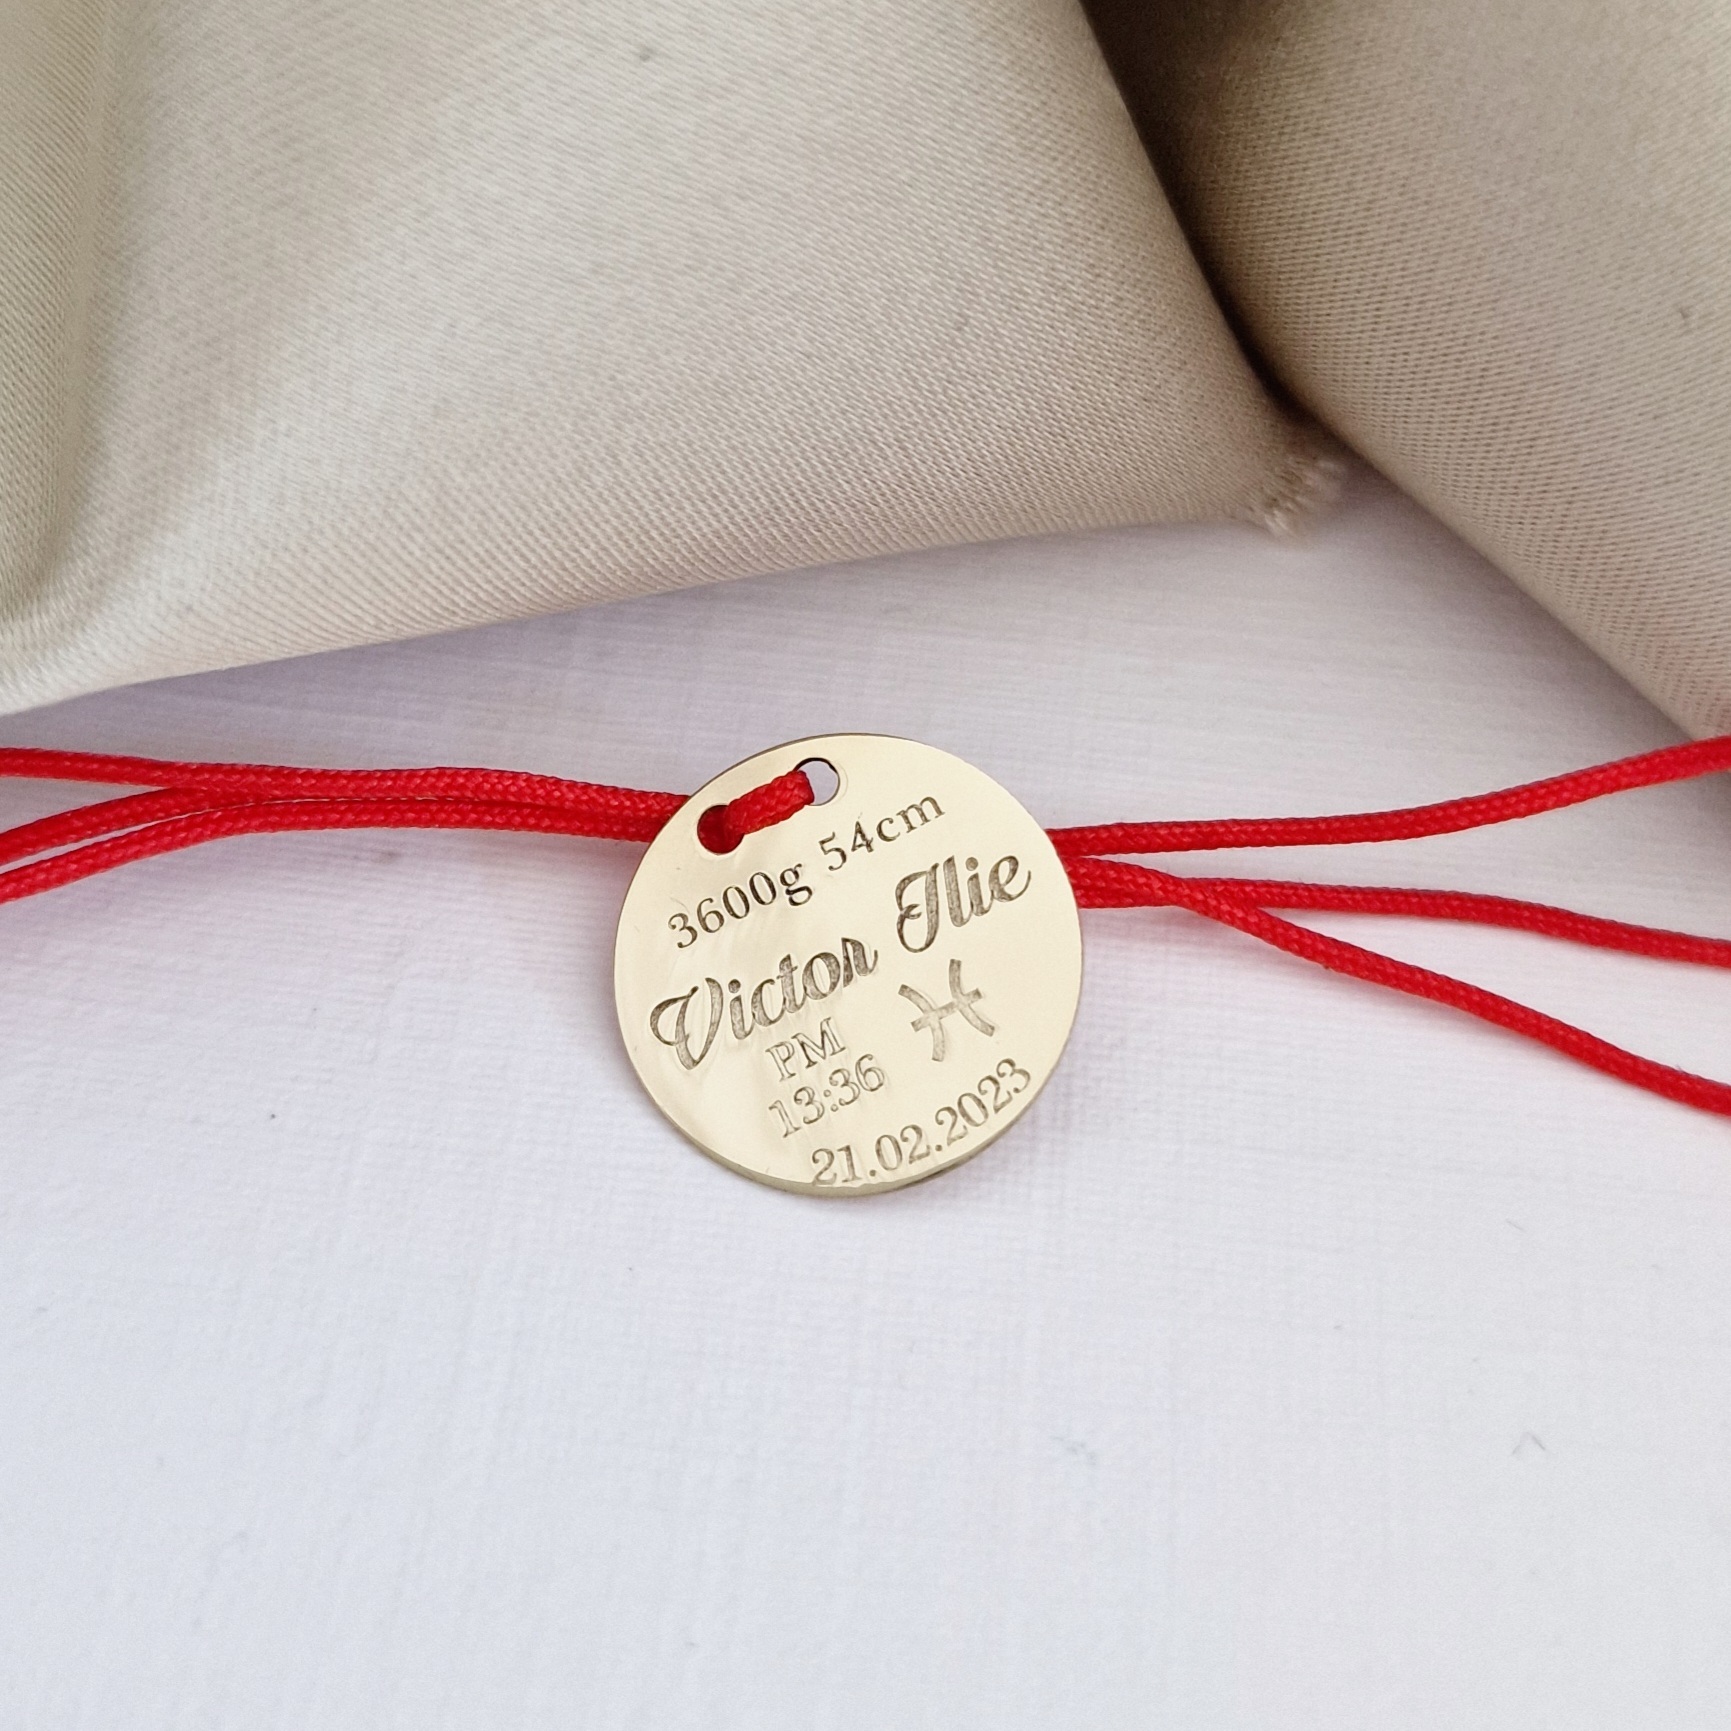 3600g 54cm
Victor Ilie
PM
13:36
♓
21.02.2023